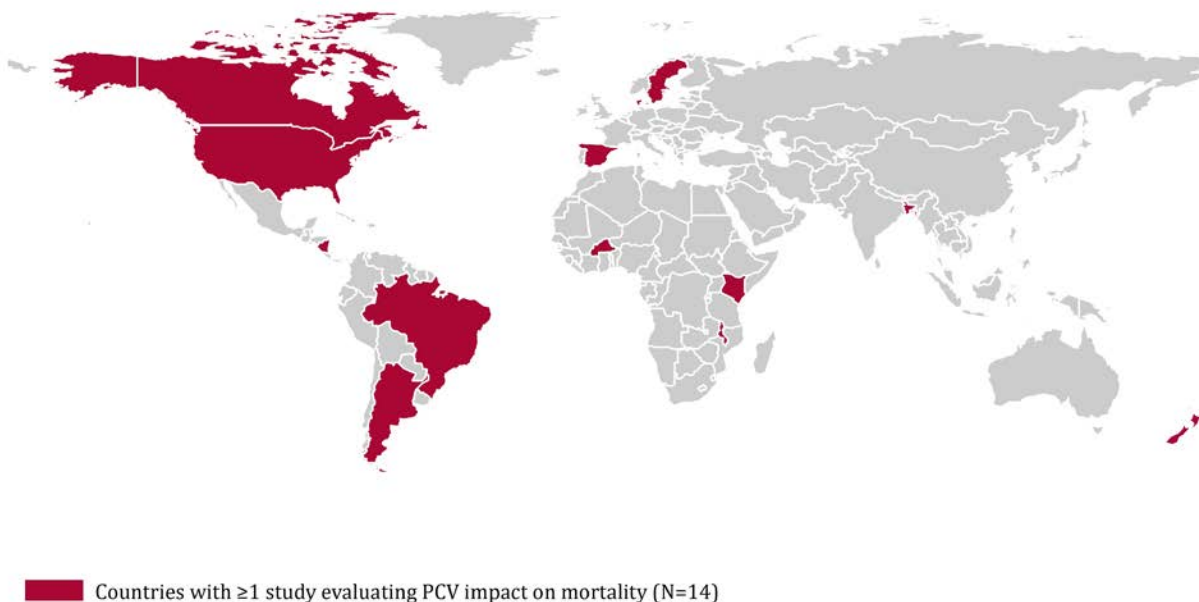 Countries with ≥1 study evaluating PCV impact on mortality (N=14)